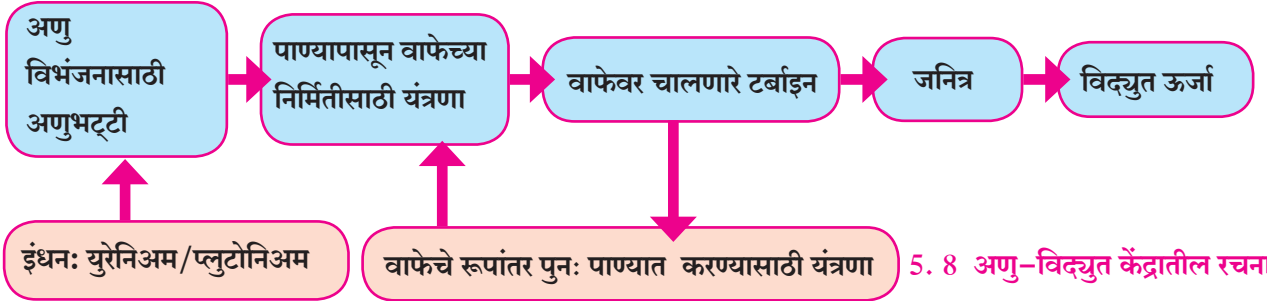 अणु
विभंजनासाठी
अणुभट्टी
पाण्यापासून वाफेच्या
निर्मितीसाठी यंत्रणा
वाफेवर चालणारे टर्बाइन
जनित्र
विद्युत ऊर्जा
इंधन: युरेनिअम/प्लुटोनिअम
वाफेचे रूपांतर पुनः पाण्यात करण्यासाठी यंत्रणा
5. 8 अणु-विद्युत केंद्रातील रचना